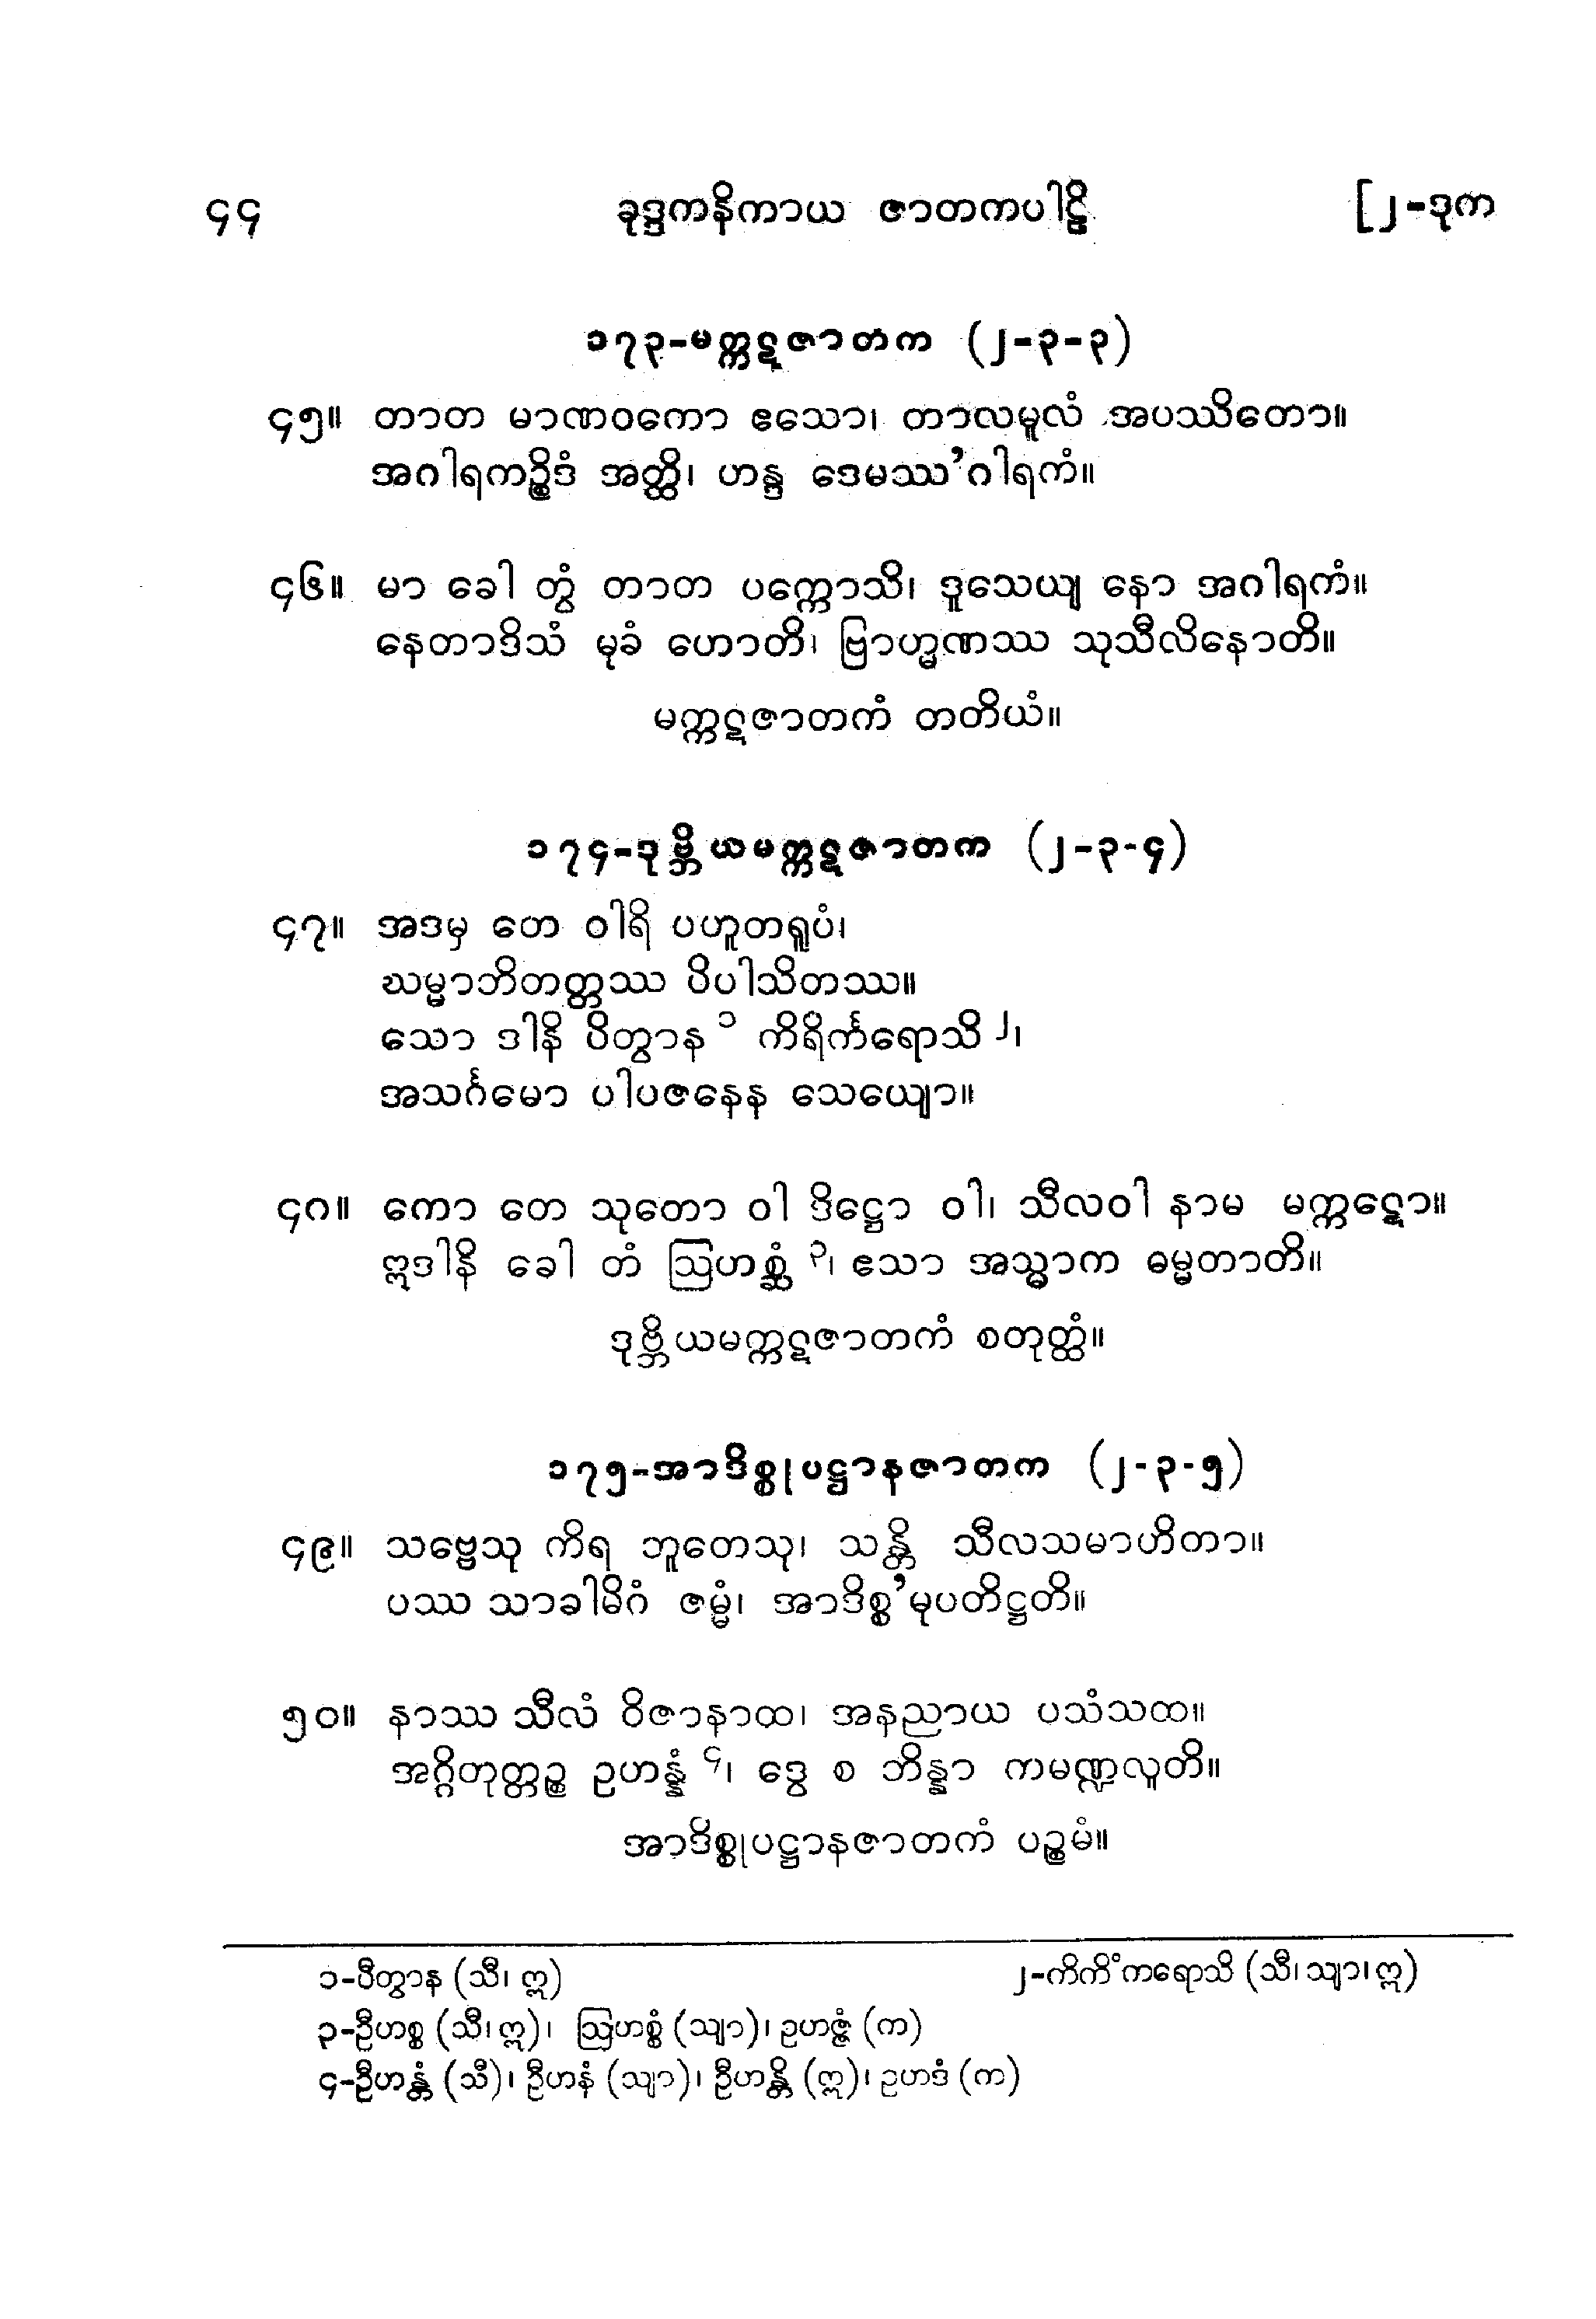 ၄၄ ခုဒ္ဒကနိကာယ ဇာတကပါဠိ [၂-ဒုက
၁၇၃-မက္ကဋဇာတက (၂-၃-၃)
၄၅။ တာတ မာဏဝကော ဧသော၊ တာလမူလံ အပဿိတော။
အဂါရကဉ္စိဒံ အတ္ထိ၊ ဟန္ဒ ဒေမဿ’ဂါရကံ။
၄၆။ မာ ခေါ တွံ တာတ ပက္ကောသိ၊ ဒူသေယျ နော အဂါရကံ။
နေတာဒိသံ မုခံ ဟောတိ၊ ဗြာဟ္မဏဿ သုသီလိနောတိ။
မက္ကဋဇာတကံ တတိယံ။
၁၇၄-ဒုဗ္ဘိယမက္ကဋဇာတက (၂-၃-၄)
၄၇။ အဒမှ တေ ဝါရိ ပဟူတရူပံ၊
ဃမ္မာဘိတတ္တဿ ပိပါသိတဿ။
သော ဒါနိ ပိတွာန ၁ ကိရိင်္ကရောသိ ၂၊
အသင်္ဂမော ပါပဇနေန သေယျော။
၄၈။ ကော တေ သုတော ဝါ ဒိဋ္ဌော ဝါ၊ သီလဝါ နာမ မက္ကဋော။
ဣဒါနိ ခေါ တံ ဩဟစ္ဆံ ၃၊ ဧသာ အသ္မာက ဓမ္မတာတိ။
ဒုဗ္ဘိယမက္ကဋဇာတကံ စတုတ္ထံ။
၁၇၅-အာဒိစ္စုပဋ္ဌာနဇာတက (၂-၃-၅)
၄၉။ သဗ္ဗေသု ကိရ ဘူတေသု၊ သန္တိ သီလသမာဟိတာ။
ပဿ သာခါမိဂံ ဇမ္မံ၊ အာဒိစ္စ’မုပတိဋ္ဌတိ။
၅၀။ နာဿ သီလံ ဝိဇာနာထ၊ အနညာယ ပသံသထ။
အဂ္ဂိဟုတ္တဉ္စ ဥဟန္နံ ၄၊ ဒွေ စ ဘိန္နာ ကမဏ္ဍလူတိ။
အာဒိစ္စုပဋ္ဌာနဇာတကံ ပဉ္စမံ။
၁-ပီတွာန (သီ၊ ဣ) ၂-ကိကိံကရောသိ (သီ၊ သျာ၊ ဣ)
၃-ဦဟစ္စ (သီ၊ ဣ)၊ ဩဟစ္စံ (သျာ)၊ ဥဟဇ္ဇံ (က)
၄-ဦဟန္တံ (သီ)၊ ဦဟနံ (သျာ)၊ ဦဟန္တိ (ဣ)၊ ဥဟဒံ (က)